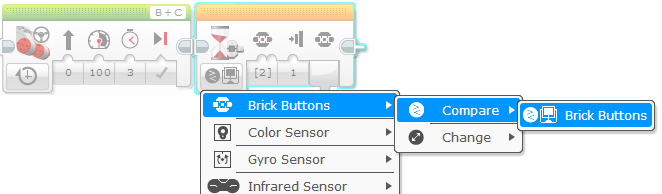 B+C
0 100 3
[2] 1
Brick Buttons
Color Sensor
Gyro Sensor
Infrared Sensor
Compare
Change
Brick Buttons